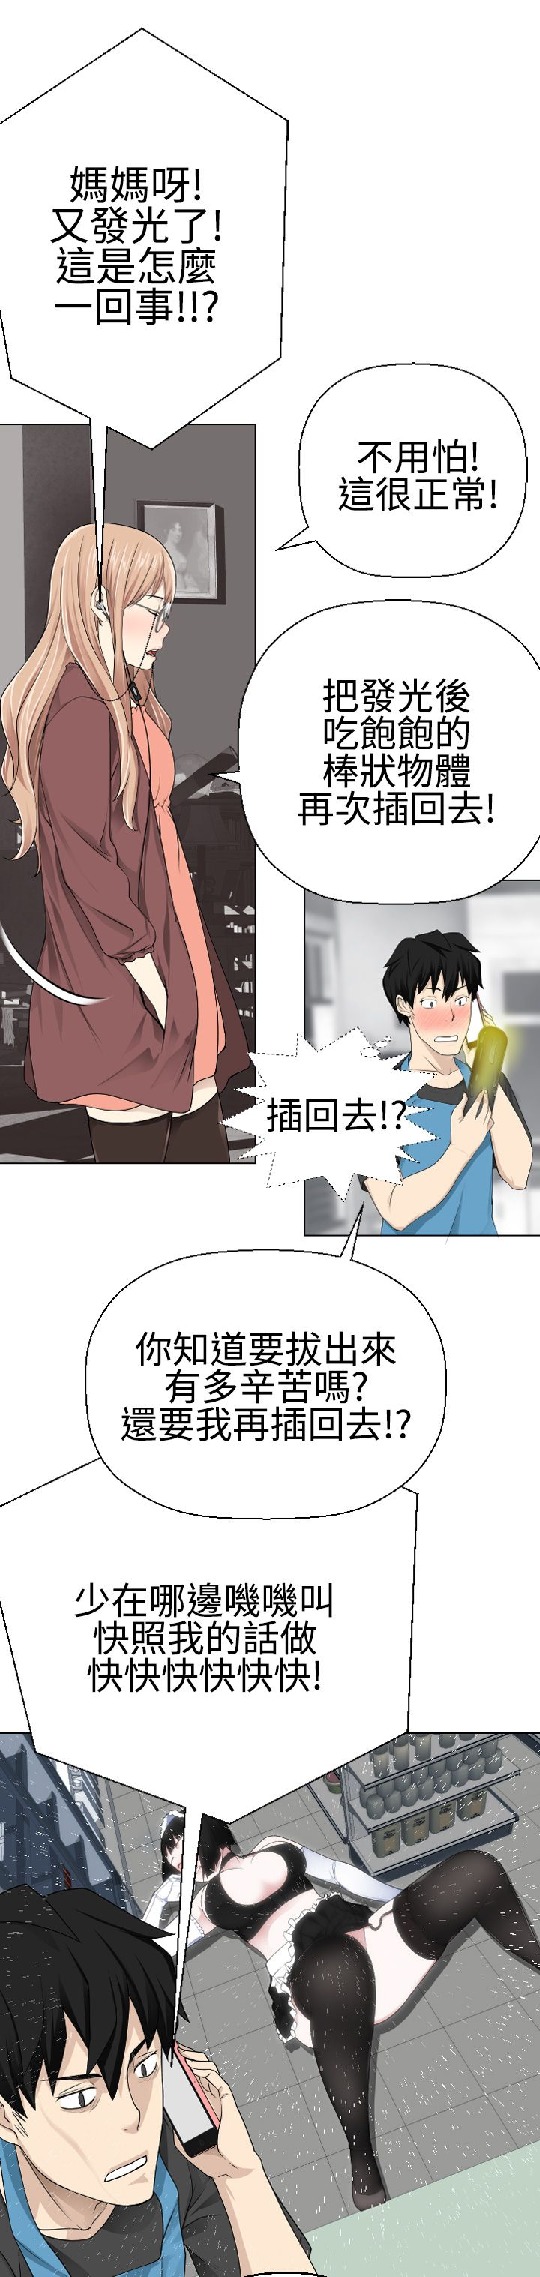 媽媽呀!
又發光了!
這是怎麼
一回事!!?
不用怕!
這很正常!
把發光後
吃飽飽的
棒狀物體
再次插回去!
插回去!?
你知道要拔出來
有多辛苦嗎?
還要我再插回去!?
少在哪邊嘰嘰叫
快照我的話做
快快快快快快!